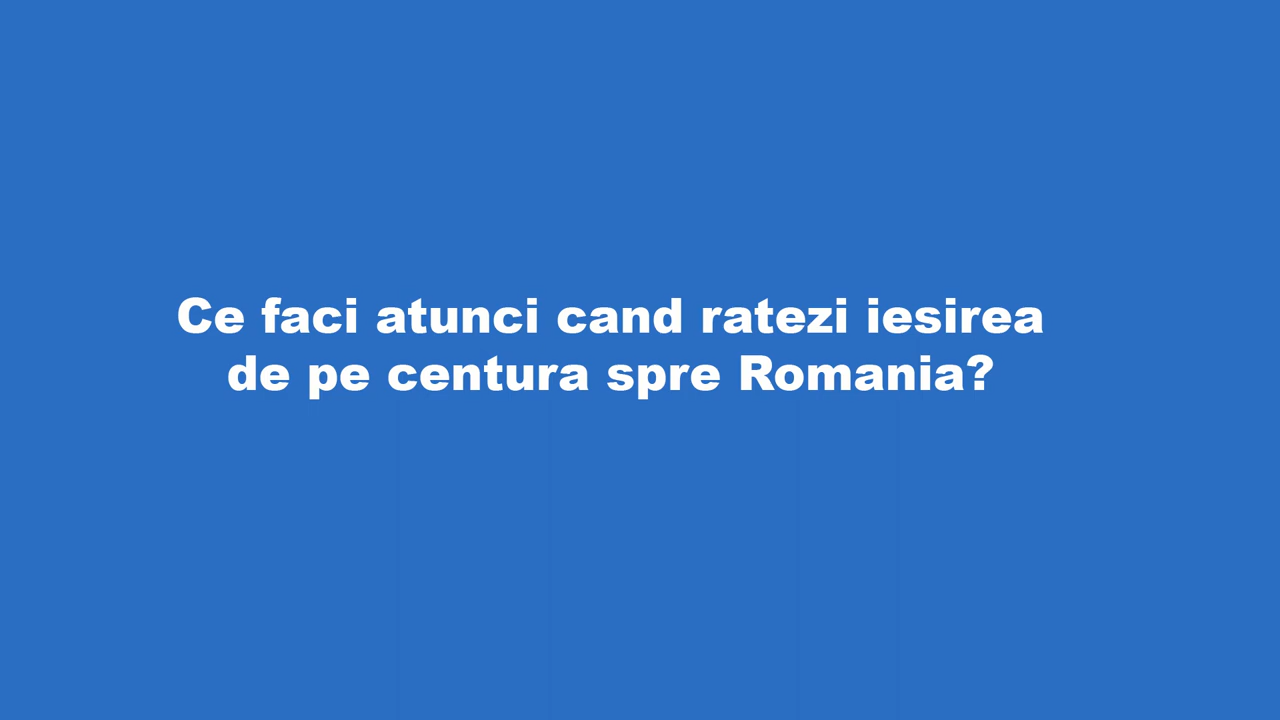 Ce faci atunci cand ratezi iesirea
de pe centura spre Romania?